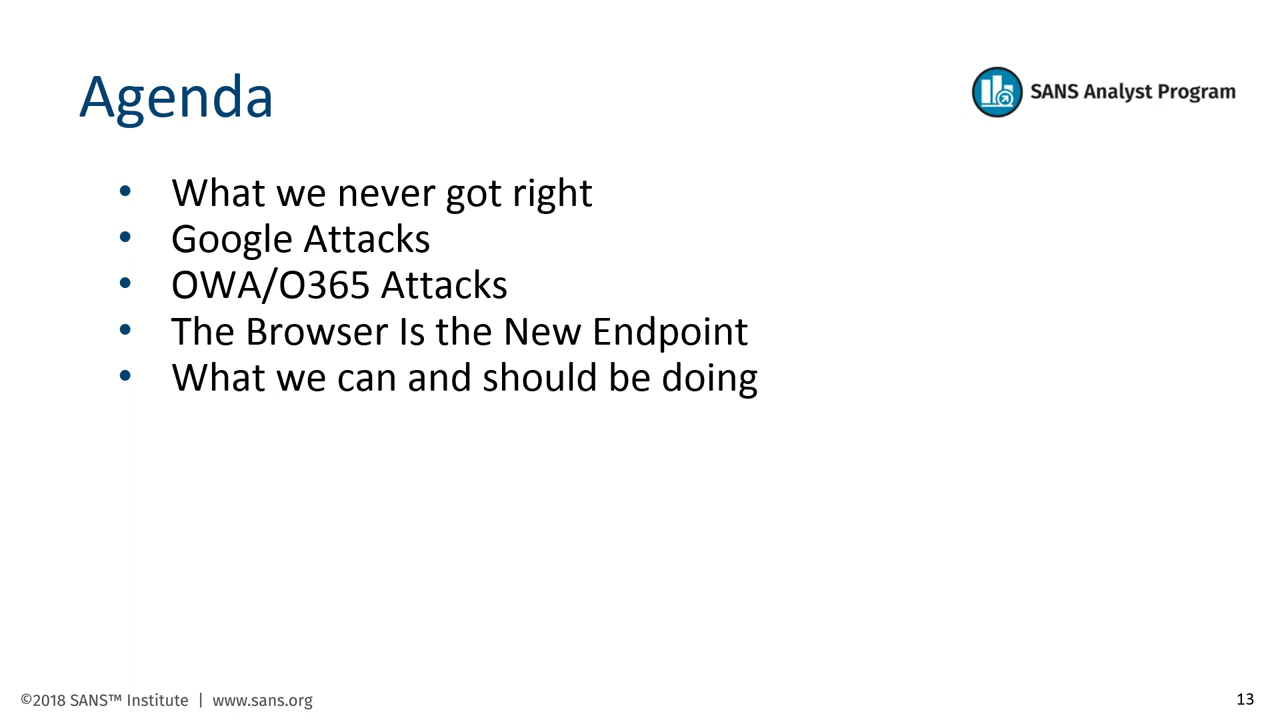 Agenda
SANS Analyst Program
• What we never got right
• Google Attacks
• OWA/O365 Attacks
• The Browser Is the New Endpoint
• What we can and should be doing
©2018 SANS™ Institute | www.sans.org
13